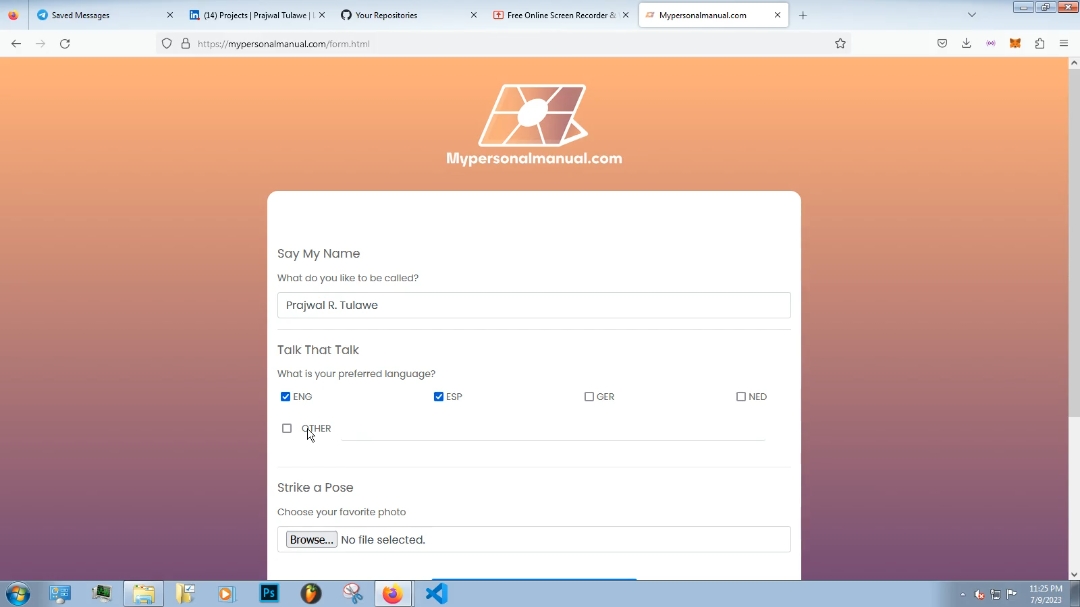 Saved Messages
(14) Projects | Prajwal Tulawe | L
Your Repositories
Free Online Screen Recorder &
Mypersonalmanual.com
https://mypersonalmanual.com/form.html
Mypersonalmanual.com
Say My Name
What do you like to be called?
Prajwal R. Tulawe
Talk That Talk
What is your preferred language?
ENG ESP GER NED
OTHER
Strike a Pose
Choose your favorite photo
Browse... No file selected.
Ps
11:25 PM
7/9/2023